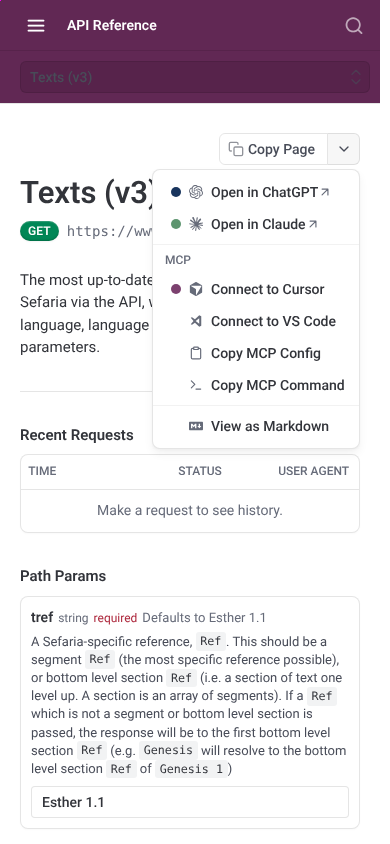 API Reference
Texts (v3)
Copy Page
Texts (v3)
Open in ChatGPT
GET https://ww
Open in Claude
MCP
The most up-to-date
Connect to Cursor
Sefaria via the API,
language, language
Connect to VS Code
parameters.
Copy MCP Config
Copy MCP Command
View as Markdown
Recent Requests
TIME STATUS USER AGENT
Make a request to see history.
Path Params
tref string required Defaults to Esther 1.1
A Sefaria-specific reference, Ref. This should be a
segment Ref (the most specific reference possible),
or bottom level section Ref (i.e. a section of text one
level up. A section is an array of segments). If a Ref
which is not a segment or bottom level section is
passed, the response will be to the first bottom level
section Ref (e.g. Genesis will resolve to the bottom
level section Ref of Genesis 1)
Esther 1.1